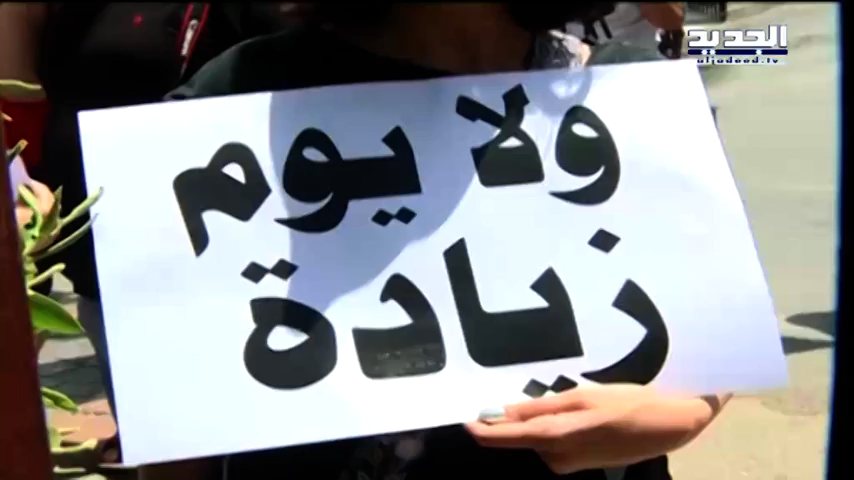 الجديد
aljadeed.tv
ولا يوم
زيادة